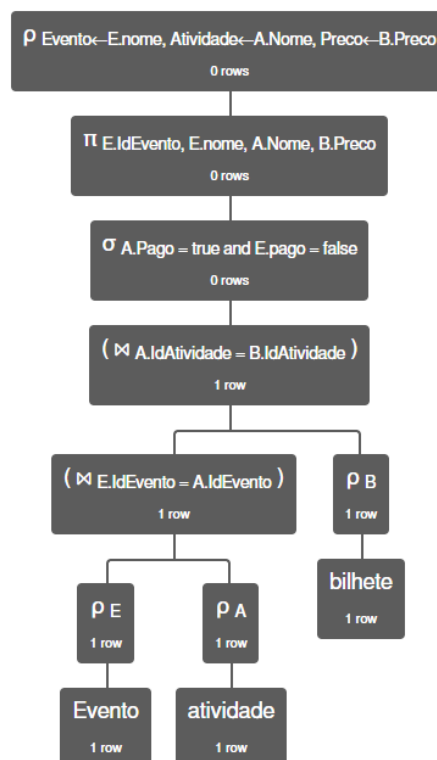 ρ Evento←E.nome, Atividade←A.Nome, Preco←B.Preco
0 rows
π E.IdEvento, E.nome, A.Nome, B.Preco
0 rows
σ A.Pago = true and E.pago = false
0 rows
( ⋈ A.IdAtividade = B.IdAtividade )
1 row
( ⋈ E.IdEvento = A.IdEvento )
1 row
ρ B
1 row
ρ E
1 row
ρ A
1 row
bilhete
1 row
Evento
1 row
atividade
1 row